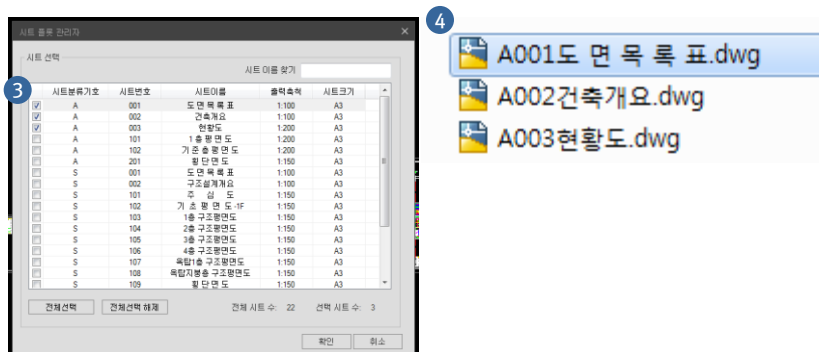 시트 플롯 관리자
시트 선택
시트 이름 찾기
3
시트분류기호 시트번호 시트이름 출력축척 시트크기
A 001 도 면 목 록 표 1:100 A3
A 002 건축개요 1:100 A3
A 003 현황도 1:200 A3
A 101 1 층 평 면 도 1:200 A3
A 102 기 준 층 평 면 도 1:200 A3
A 201 횡 단 면 도 1:150 A3
S 001 도 면 목 록 표 1:100 A3
S 002 구조설계개요 1:100 A3
S 101 주 심 도 1:150 A3
S 102 기 초 평 면 도 -1F 1:150 A3
S 103 1층 구조평면도 1:150 A3
S 104 2층 구조평면도 1:150 A3
S 105 3층 구조평면도 1:150 A3
S 106 4층 구조평면도 1:150 A3
S 107 옥탑1층 구조평면도 1:150 A3
S 108 옥탑지붕층 구조평면도 1:150 A3
S 109 횡 단 면 도 1:150 A3
전체선택 전체선택 해제 전체 시트 수: 22 선택 시트 수: 3
확인 취소
4
A001도 면 목 록 표.dwg
A002건축개요.dwg
A003현황도.dwg